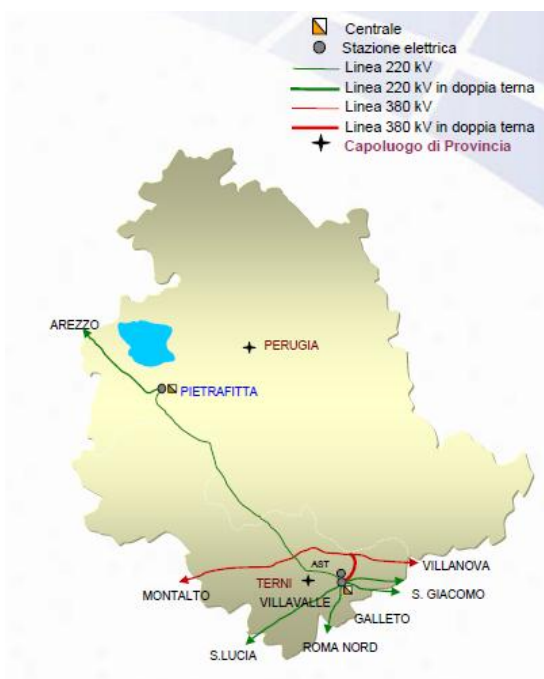 Centrale
Stazione elettrica
Linea 220 kV
Linea 220 kV in doppia terna
Linea 380 kV
Linea 380 kV in doppia terna
Capoluogo di Provincia
AREZZO
PERUGIA
PIETRAFITTA
AST
VILLANOVA
TERNI
MONTALTO
VILLAVALLE
S. GIACOMO
GALLETO
ROMA NORD
S.LUCIA